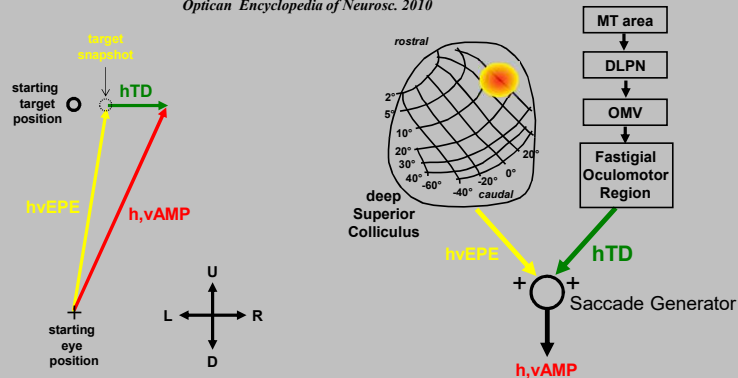 Optican Encyclopedia of Neurosc. 2010
target
snapshot
hTD
starting
target
position
hvEPE
h,vAMP
starting
eye
position
U
L
R
D
rostral
2°
5°
10°
20°
30°
40°
-60°
-40°
-20°
0°
20°
caudal
deep
Superior
Colliculus
MT area
DLPN
OMV
Fastigial
Oculomotor
Region
hvEPE
hTD
+
+
Saccade Generator
h,vAMP